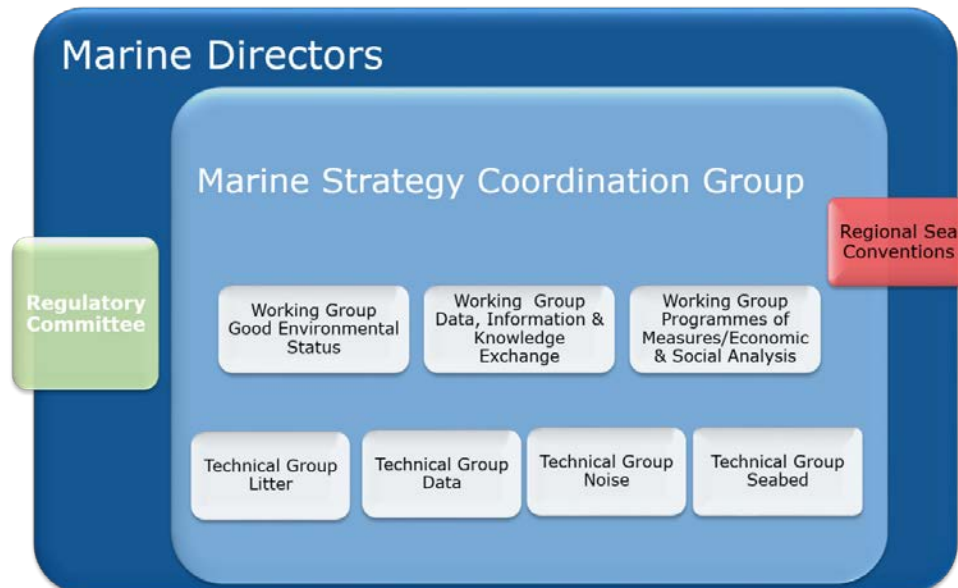 Marine Directors
Marine Strategy Coordination Group
Regional Sea
Conventions
Regulatory
Committee
Working Group
Good Environmental
Status
Working Group
Data, Information &
Knowledge
Exchange
Working Group
Programmes of
Measures/Economic
& Social Analysis
Technical Group
Litter
Technical Group
Data
Technical Group
Noise
Technical Group
Seabed